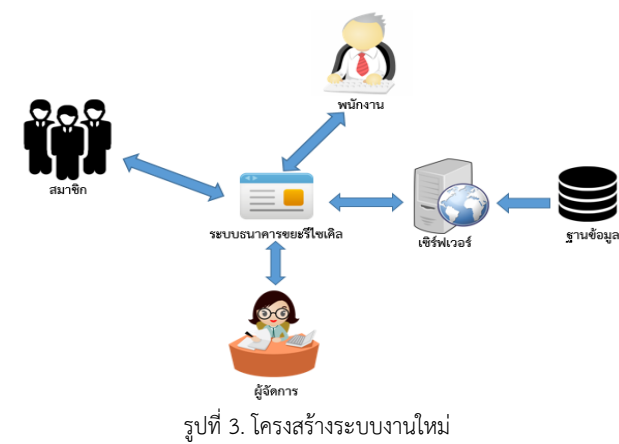 พนักงาน
สมาชิก
ระบบธนาคารขยะรีไซเคิล
เซิร์ฟเวอร์
ฐานข้อมูล
ผู้จัดการ
รูปที่ 3. โครงสร้างระบบงานใหม่